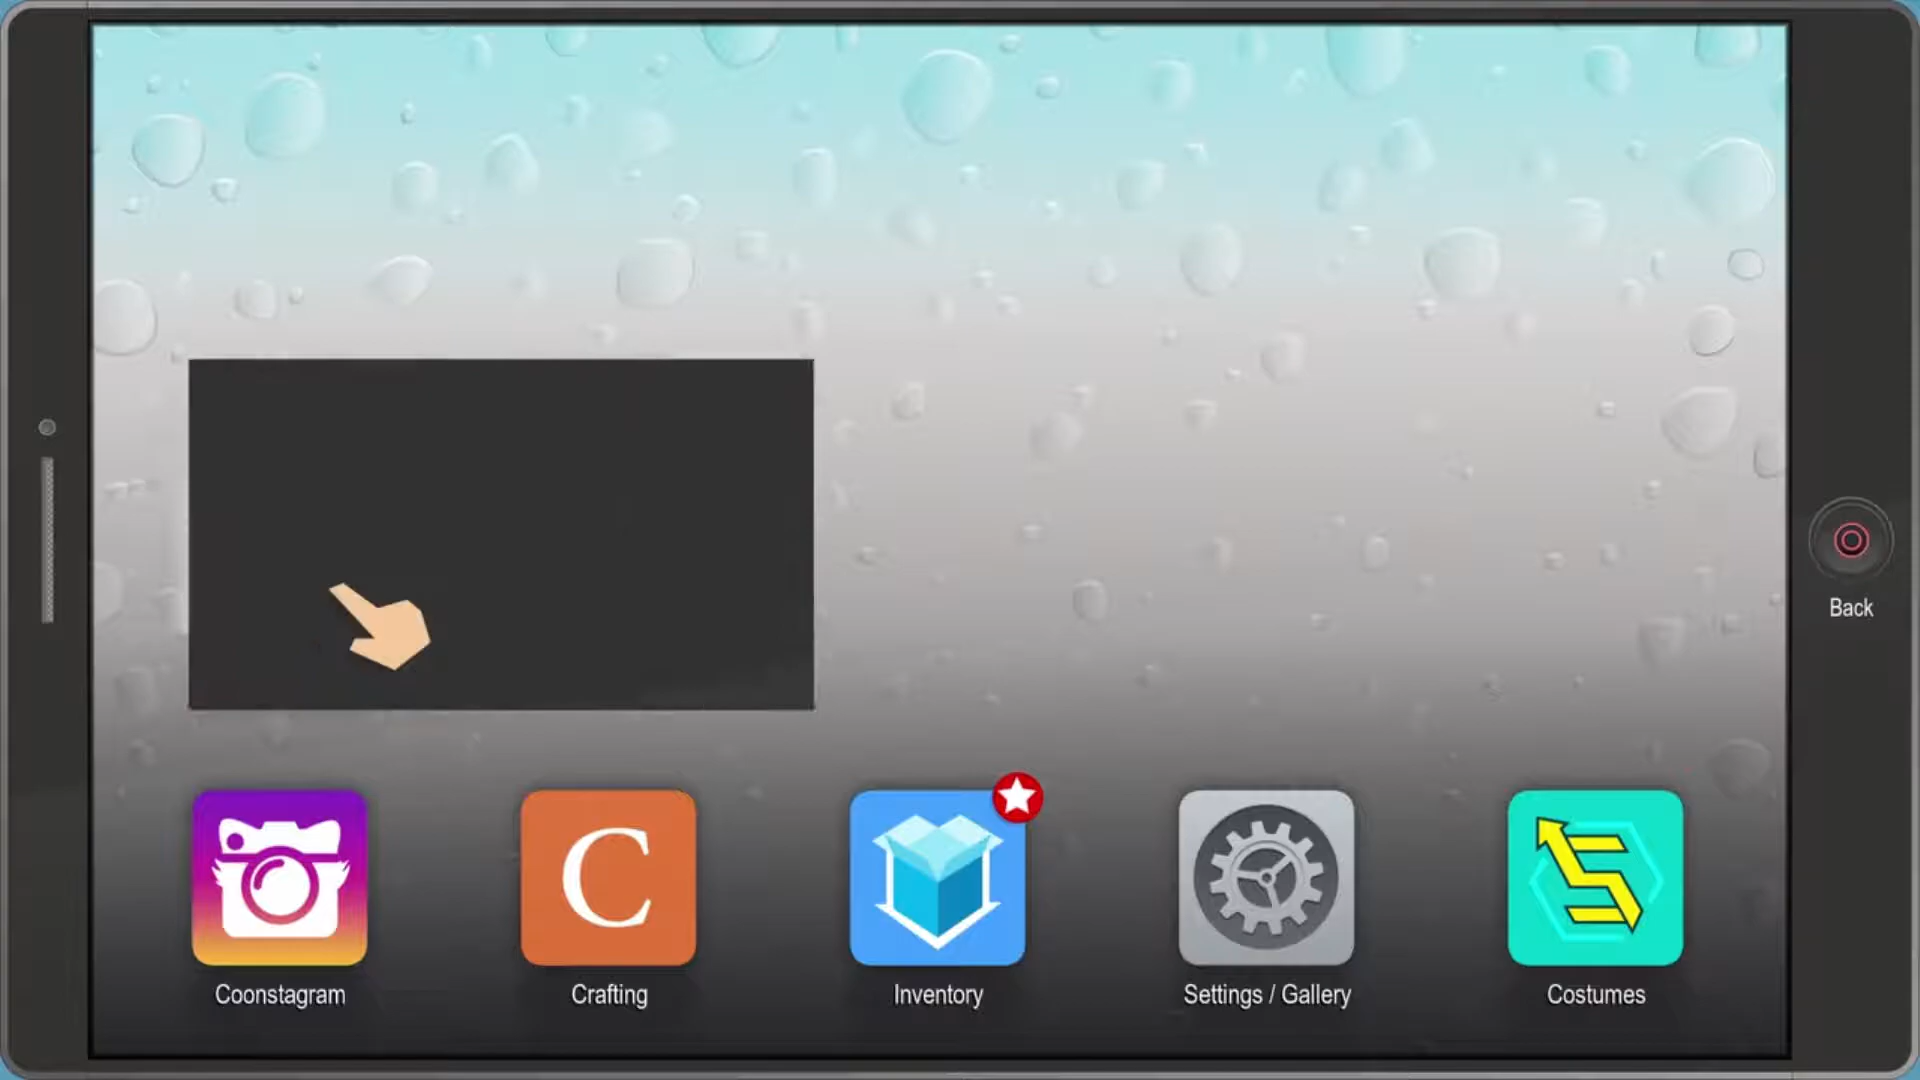 Back
C
Coonstagram
Crafting
Inventory
Settings / Gallery
Costumes